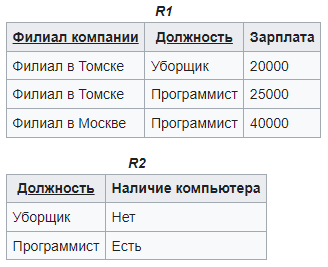 R1
Филиал компании Должность Зарплата
Филиал в Томске Уборщик 20000
Филиал в Томске Программист 25000
Филиал в Москве Программист 40000
R2
Должность Наличие компьютера
Уборщик Нет
Программист Есть